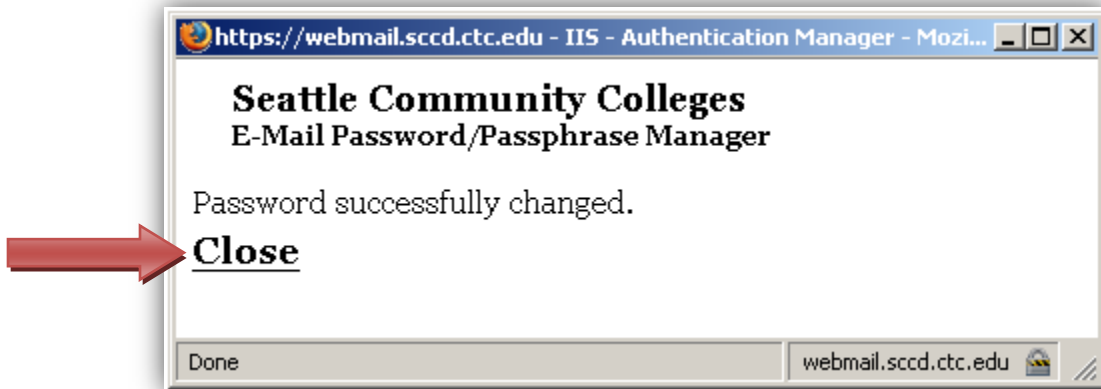 https://webmail.sccd.ctc.edu - IIS - Authentication Manager - Mozi...
Seattle Community Colleges
E-Mail Password/Passphrase Manager
Password successfully changed.
Close
Done
webmail.sccd.ctc.edu